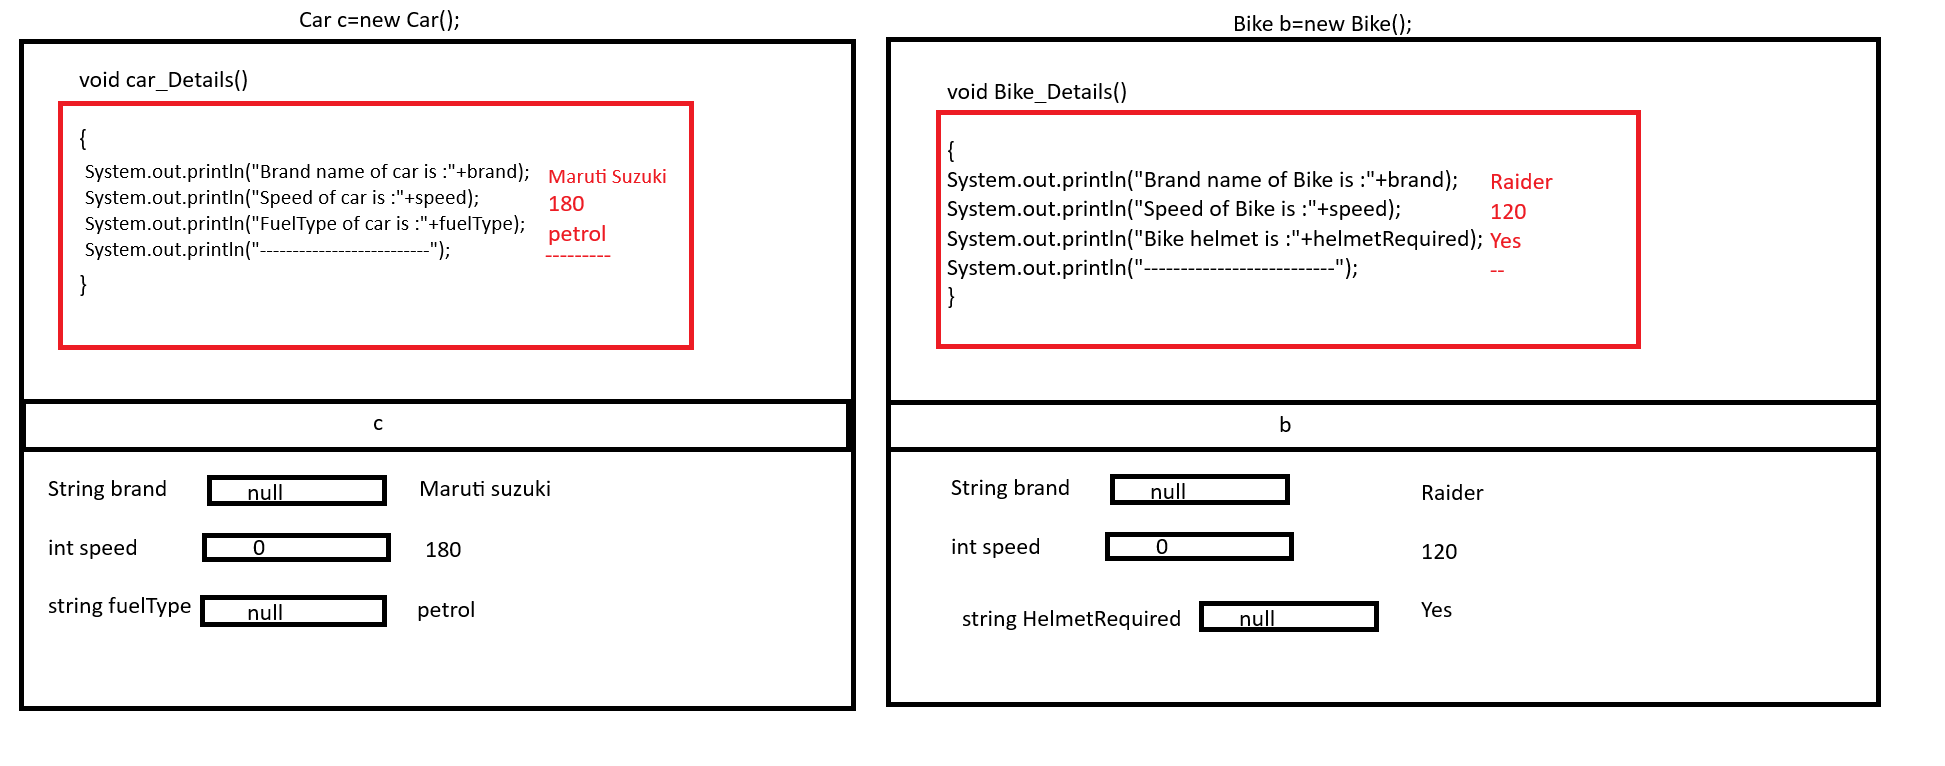 Car c=new Car();
void car_Details()
{
System.out.println("Brand name of car is :"+brand); Maruti Suzuki
System.out.println("Speed of car is :"+speed); 180
System.out.println("FuelType of car is :"+fuelType); petrol
System.out.println("--------------------------"); ---------
}
c
String brand null Maruti suzuki
int speed 0 180
string fuelType null petrol
Bike b=new Bike();
void Bike_Details()
{
System.out.println("Brand name of Bike is :"+brand); Raider
System.out.println("Speed of Bike is :"+speed); 120
System.out.println("Bike helmet is :"+helmetRequired); Yes
System.out.println("--------------------------"); --
}
b
String brand null Raider
int speed 0 120
string HelmetRequired null Yes